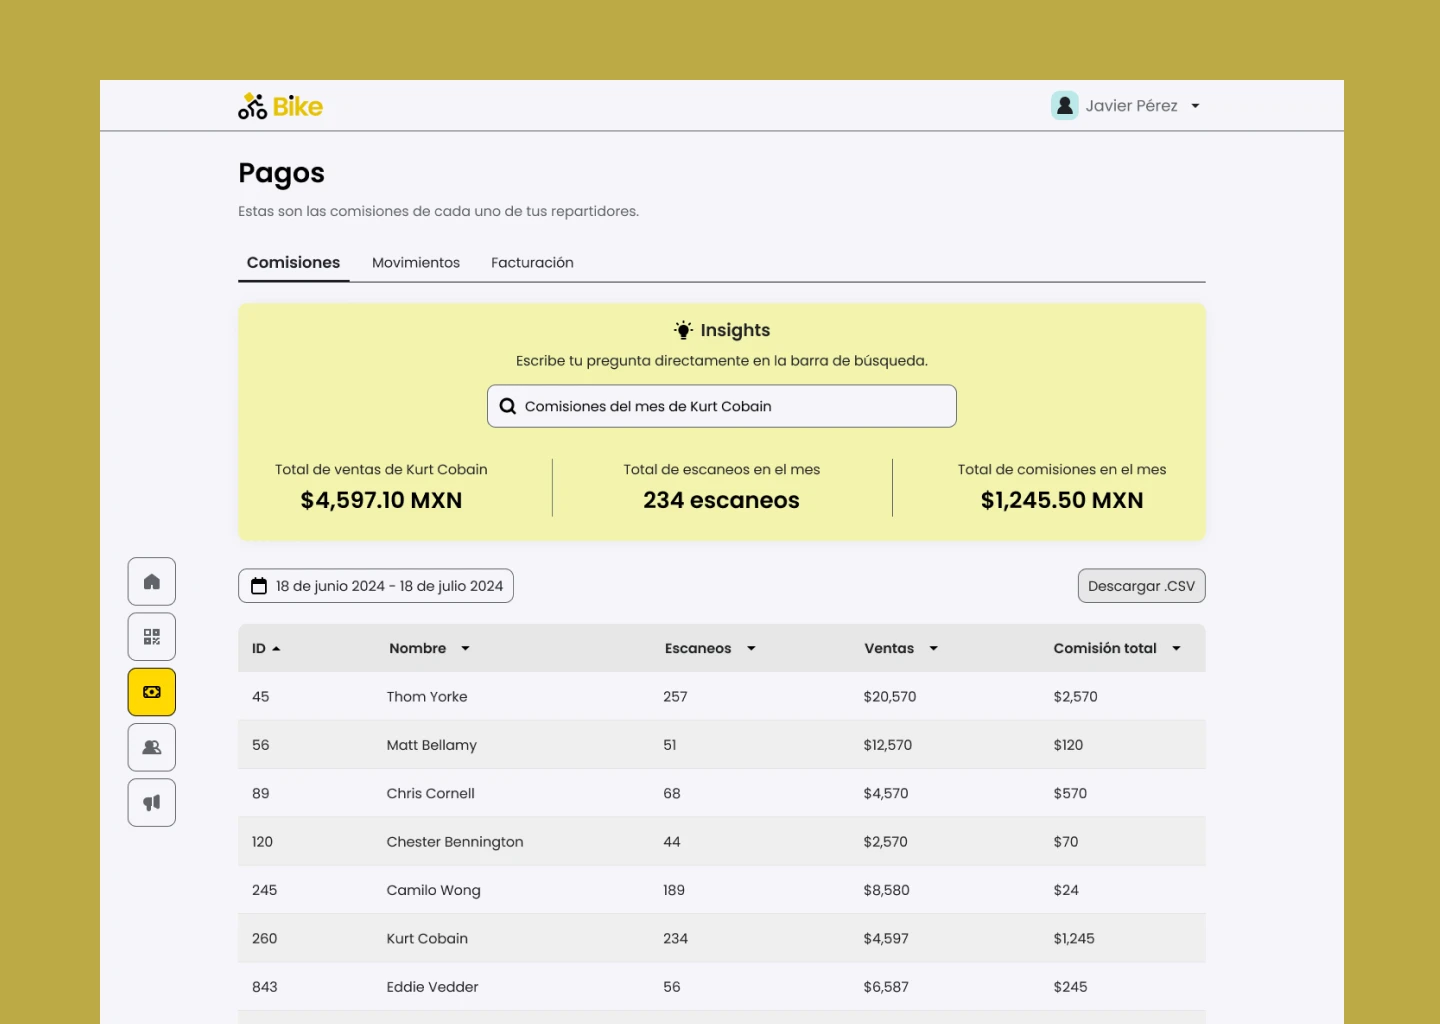 Bike
Javier Pérez
Pagos
Estas son las comisiones de cada uno de tus repartidores.
Comisiones Movimientos Facturación
Insights
Escribe tu pregunta directamente en la barra de búsqueda.
Comisiones del mes de Kurt Cobain
Total de ventas de Kurt Cobain
$4,597.10 MXN
Total de escaneos en el mes
234 escaneos
Total de comisiones en el mes
$1,245.50 MXN
18 de junio 2024 - 18 de julio 2024
Descargar .CSV
ID Nombre Escaneos Ventas Comisión total
45 Thom Yorke 257 $20,570 $2,570
56 Matt Bellamy 51 $12,570 $120
89 Chris Cornell 68 $4,570 $570
120 Chester Bennington 44 $2,570 $70
245 Camilo Wong 189 $8,580 $24
260 Kurt Cobain 234 $4,597 $1,245
843 Eddie Vedder 56 $6,587 $245